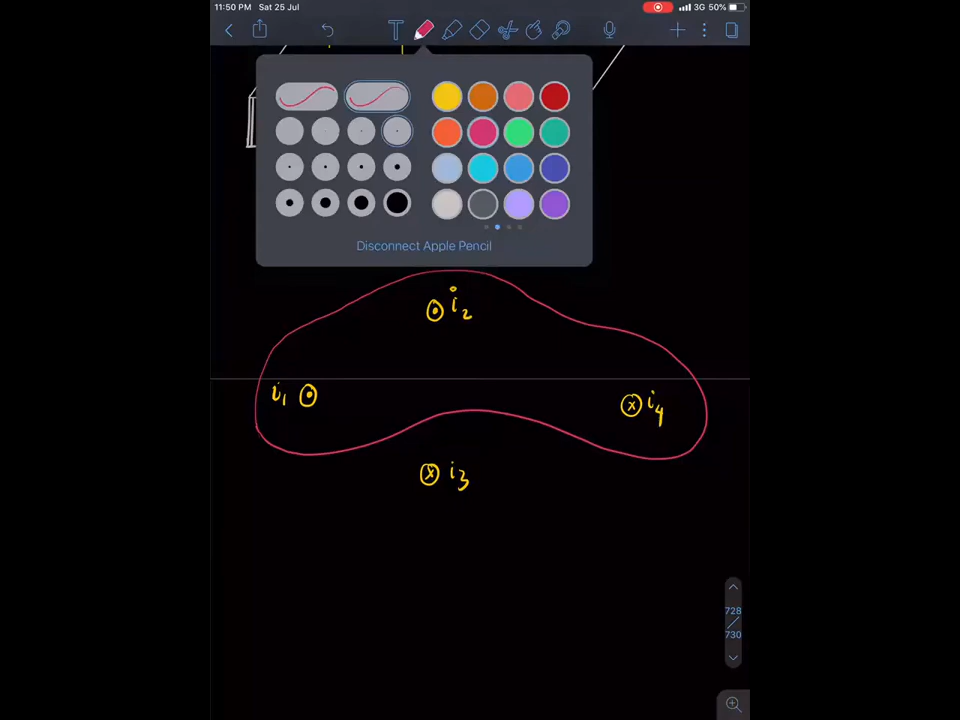 11:50 PM Sat 25 Jul 3G 50%
T
Disconnect Apple Pencil
i2
i1
i4
i3
728
730